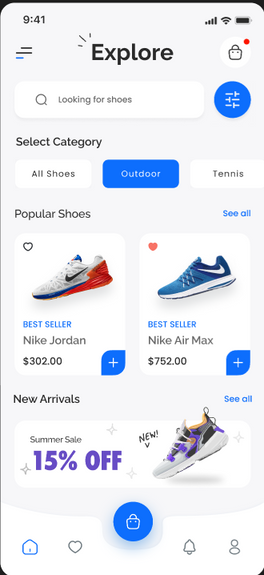 9:41
Explore
Looking for shoes
Select Category
All Shoes
Outdoor
Tennis
Popular Shoes
See all
BEST SELLER
Nike Jordan
$302.00
BEST SELLER
Nike Air Max
$752.00
New Arrivals
See all
Summer Sale
15% OFF
NEW!